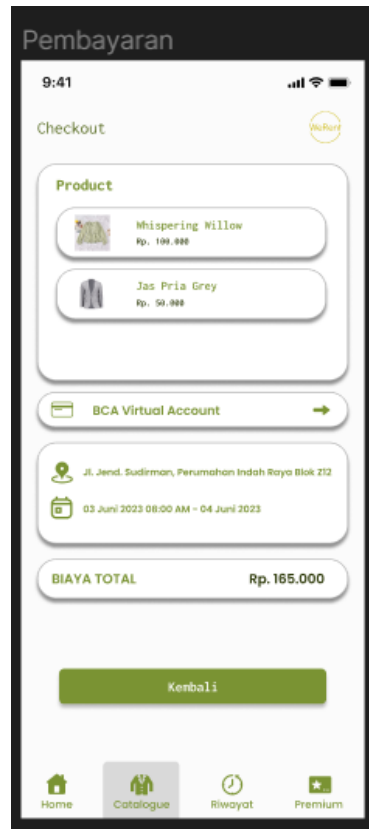 Pembayaran
9:41
Checkout
WeRent
Product
Whispering Willow
Rp. 100.000
Jas Pria Grey
Rp. 50.000
BCA Virtual Account
Jl. Jend. Sudirman, Perumahan Indah Raya Blok Z12
03 Juni 2023 08:00 AM - 04 Juni 2023
BIAYA TOTAL Rp. 165.000
Kembali
Home Catalogue Riwayat Premium